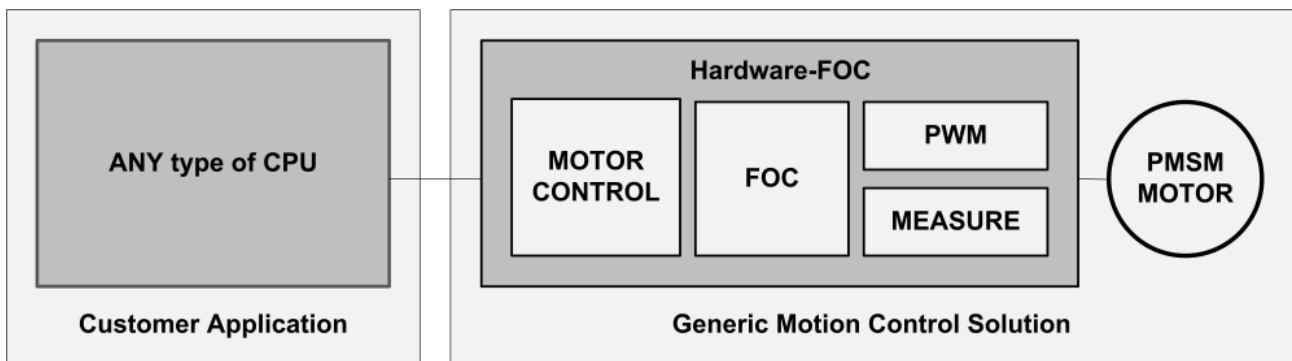 ANY type of CPU
Customer Application
Hardware-FOC
MOTOR
CONTROL
FOC
PWM
MEASURE
PMSM
MOTOR
Generic Motion Control Solution